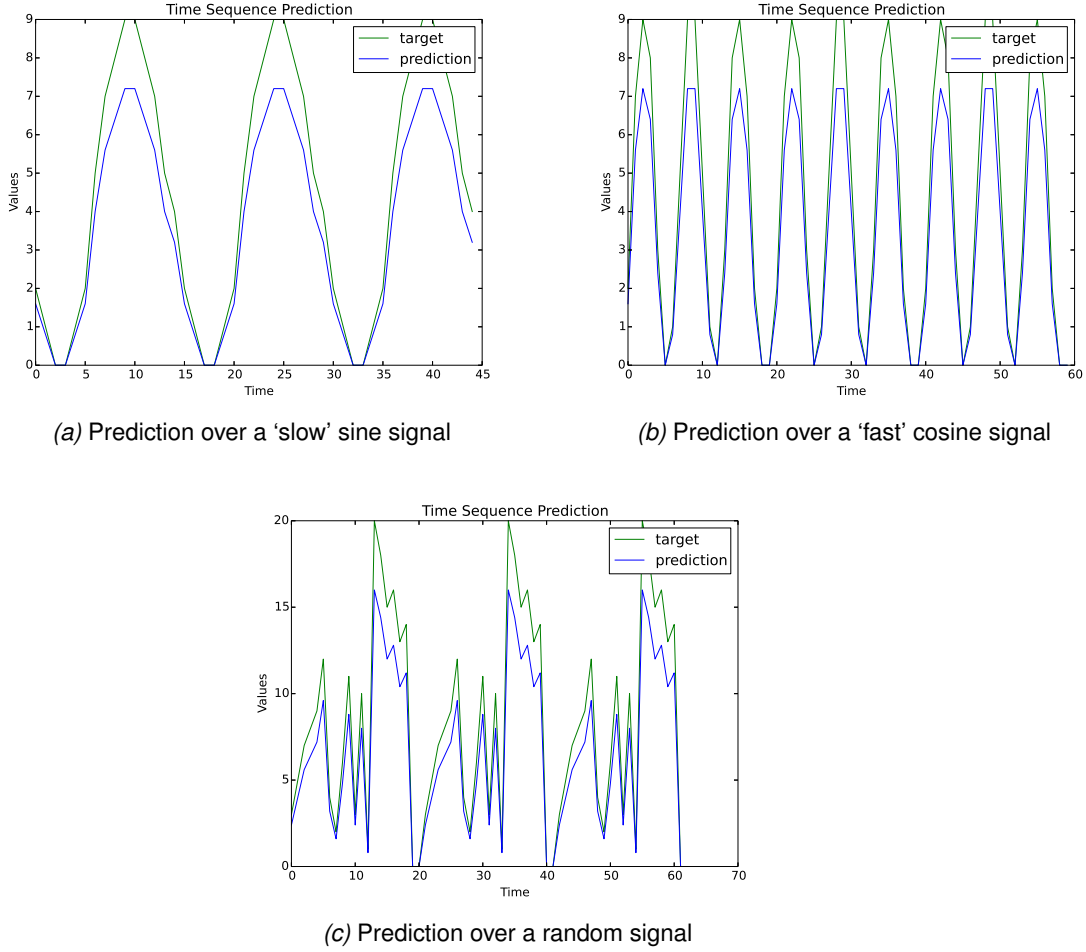 Time Sequence Prediction
9
8
7
6
5
4
3
2
1
0
Values
target
prediction
0 5 10 15 20 25 30 35 40 45
Time
(a) Prediction over a ‘slow’ sine signal
Time Sequence Prediction
9
8
7
6
5
4
3
2
1
0
Values
target
prediction
0 10 20 30 40 50 60
Time
(b) Prediction over a ‘fast’ cosine signal
Time Sequence Prediction
20
15
10
5
0
Values
target
prediction
0 10 20 30 40 50 60 70
Time
(c) Prediction over a random signal